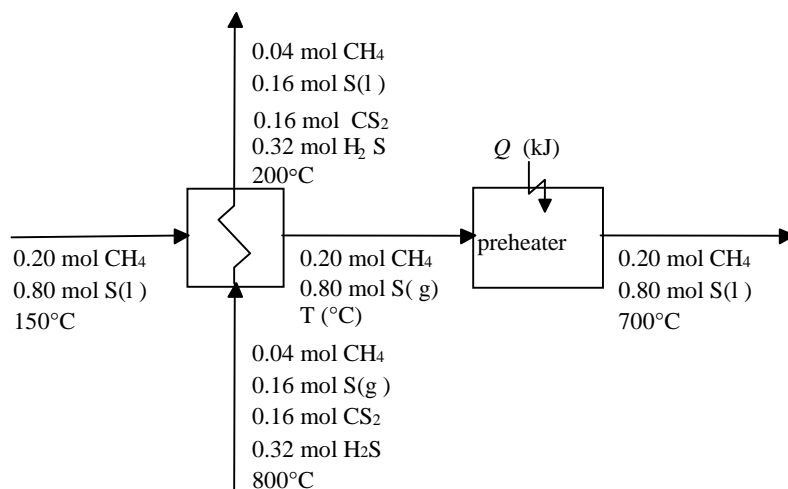 0.04 mol CH4
0.16 mol S(l )
0.16 mol CS2
0.32 mol H2 S
200°C
Q (kJ)
preheater
0.20 mol CH4
0.80 mol S(l )
150°C
0.20 mol CH4
0.80 mol S( g)
T (°C)
0.20 mol CH4
0.80 mol S(l )
700°C
0.04 mol CH4
0.16 mol S(g )
0.16 mol CS2
0.32 mol H2S
800°C